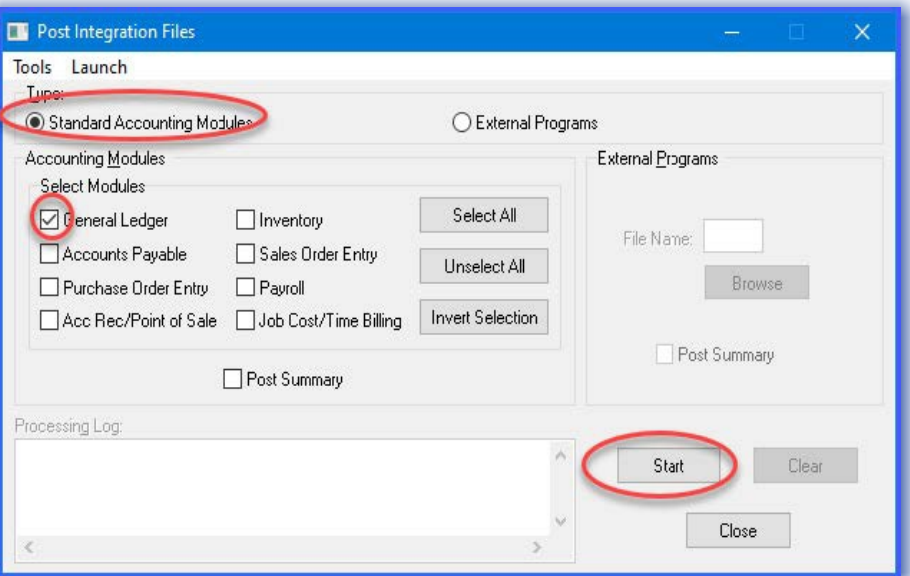 Post Integration Files
Tools Launch
Type:
Standard Accounting Modules External Programs
Accounting Modules External Programs
Select Modules
General Ledger Inventory Select All
File Name:
Accounts Payable Sales Order Entry Unselect All
Browse
Purchase Order Entry Payroll
Acc Rec/Point of Sale Job Cost/Time Billing Invert Selection
Post Summary
Post Summary
Processing Log:
Start Clear
Close